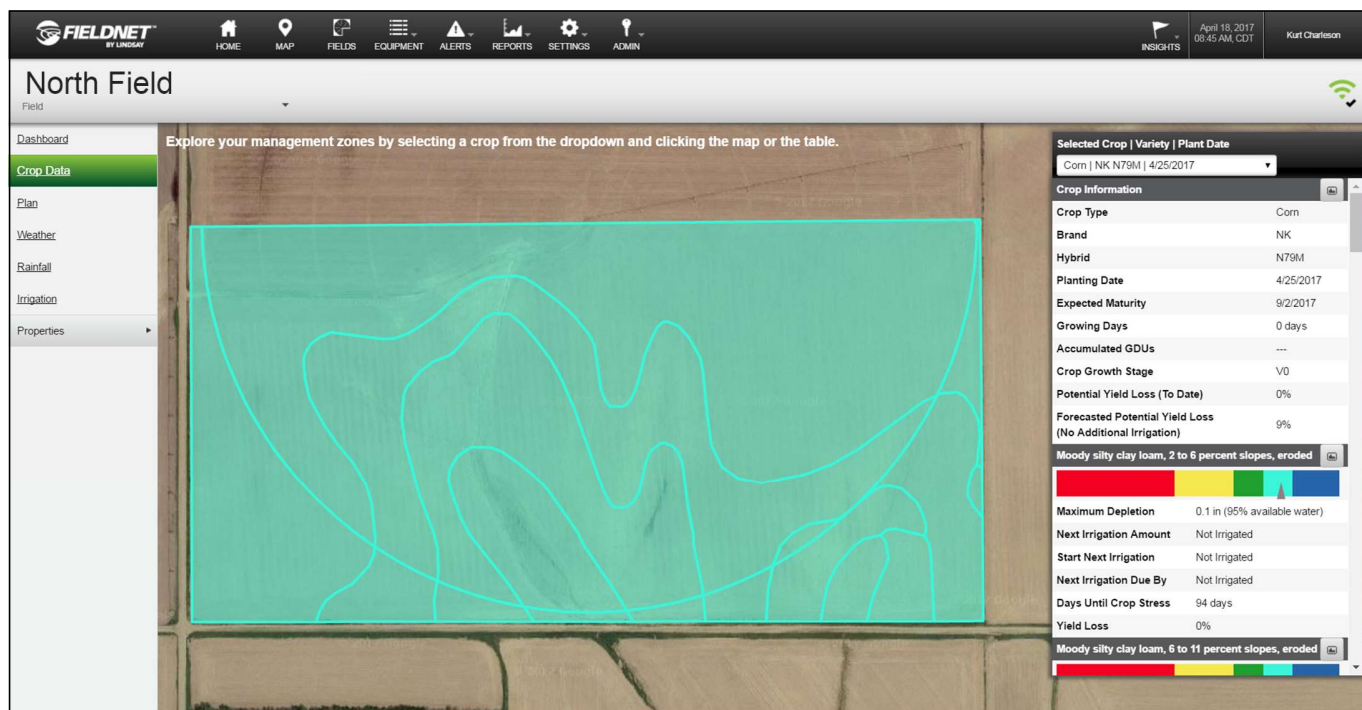 FIELDNET
BY LINDSAY
HOME
MAP
FIELDS
EQUIPMENT
ALERTS
REPORTS
SETTINGS
ADMIN
INSIGHTS
April 18, 2017
08:45 AM, CDT
Kurt Charleson
North Field
Field
Dashboard
Crop Data
Plan
Weather
Rainfall
Irrigation
Properties
Explore your management zones by selecting a crop from the dropdown and clicking the map or the table.
Selected Crop | Variety | Plant Date
Corn | NK N79M | 4/25/2017
Crop Information
Crop Type Corn
Brand NK
Hybrid N79M
Planting Date 4/25/2017
Expected Maturity 9/2/2017
Growing Days 0 days
Accumulated GDUs ---
Crop Growth Stage V0
Potential Yield Loss (To Date) 0%
Forecasted Potential Yield Loss
(No Additional Irrigation) 9%
Moody silty clay loam, 2 to 6 percent slopes, eroded
Maximum Depletion 0.1 in (95% available water)
Next Irrigation Amount Not Irrigated
Start Next Irrigation Not Irrigated
Next Irrigation Due By Not Irrigated
Days Until Crop Stress 94 days
Yield Loss 0%
Moody silty clay loam, 6 to 11 percent slopes, eroded